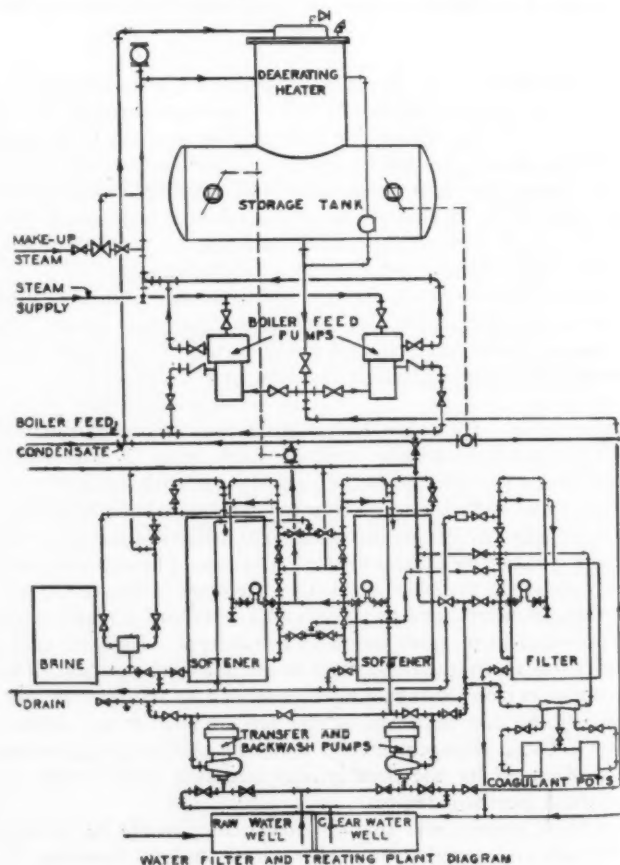 DEAERATING
HEATER
STORAGE TANK
MAKE-UP
STEAM
STEAM
SUPPLY
BOILER FEED
PUMPS
BOILER FEED
CONDENSATE
BRINE
SOFTENER
SOFTENER
FILTER
DRAIN
TRANSFER AND
BACKWASH PUMPS
COAGULANT POTS
RAW WATER
WELL
CLEAR WATER
WELL
WATER FILTER AND TREATING PLANT DIAGRAM